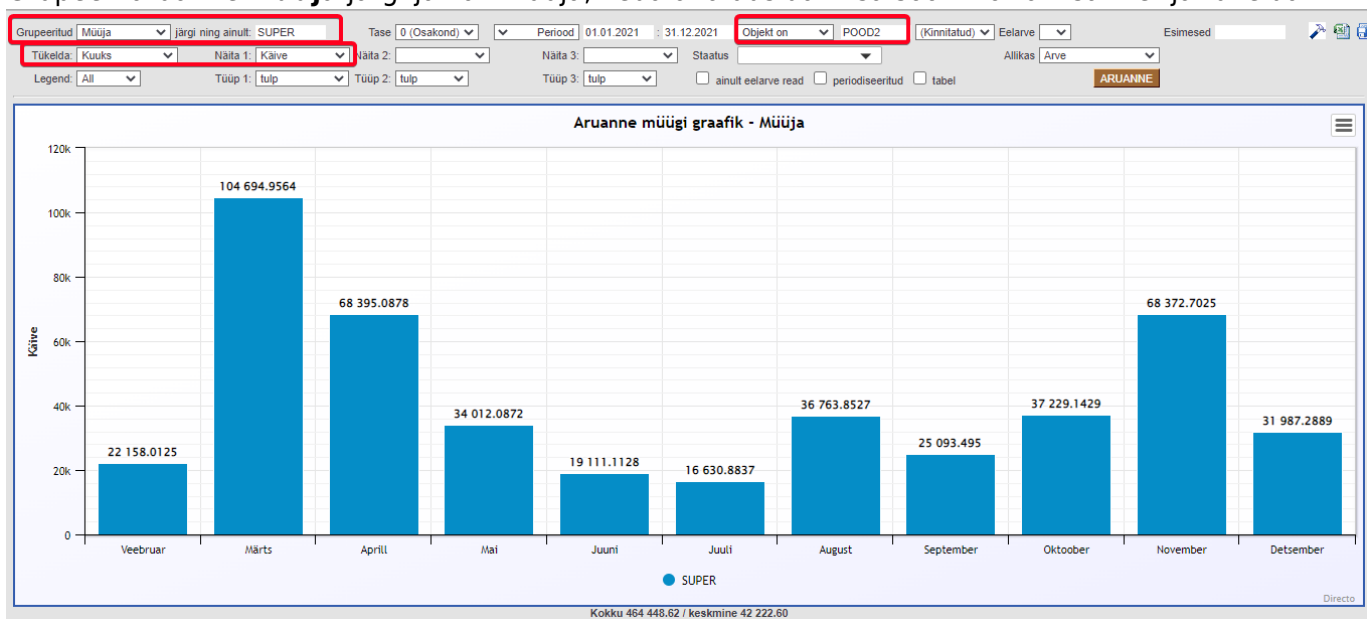 Grupeeritud Müüja järgi ning ainult: SUPER Tase 0 (Osakond) Periood 01.01.2021 : 31.12.2021 Objekt on POOD2 (Kinnitatud) Eelarve Esimesed
Tükelda: Kuuks Näita 1: Käive Näita 2: Näita 3: Staatus Allikas Arve
Legend: All Tüüp 1: tulp Tüüp 2: tulp Tüüp 3: tulp ainult eelarve read periodiseeritud tabel ARUANNE
Aruanne müügi graafik - Müüja
120k
104 694.9564
100k
80k
68 395.0878
68 372.7025
Käive
60k
40k
34 012.0872
36 763.8527
37 229.1429
31 987.2889
22 158.0125
19 111.1128
16 630.8837
25 093.495
20k
0
Veebruar Märts Aprill Mai Juuni Juuli August September Oktoober November Detsember
SUPER
Directo
Kokku 464 448.62 / keskmine 42 222.60